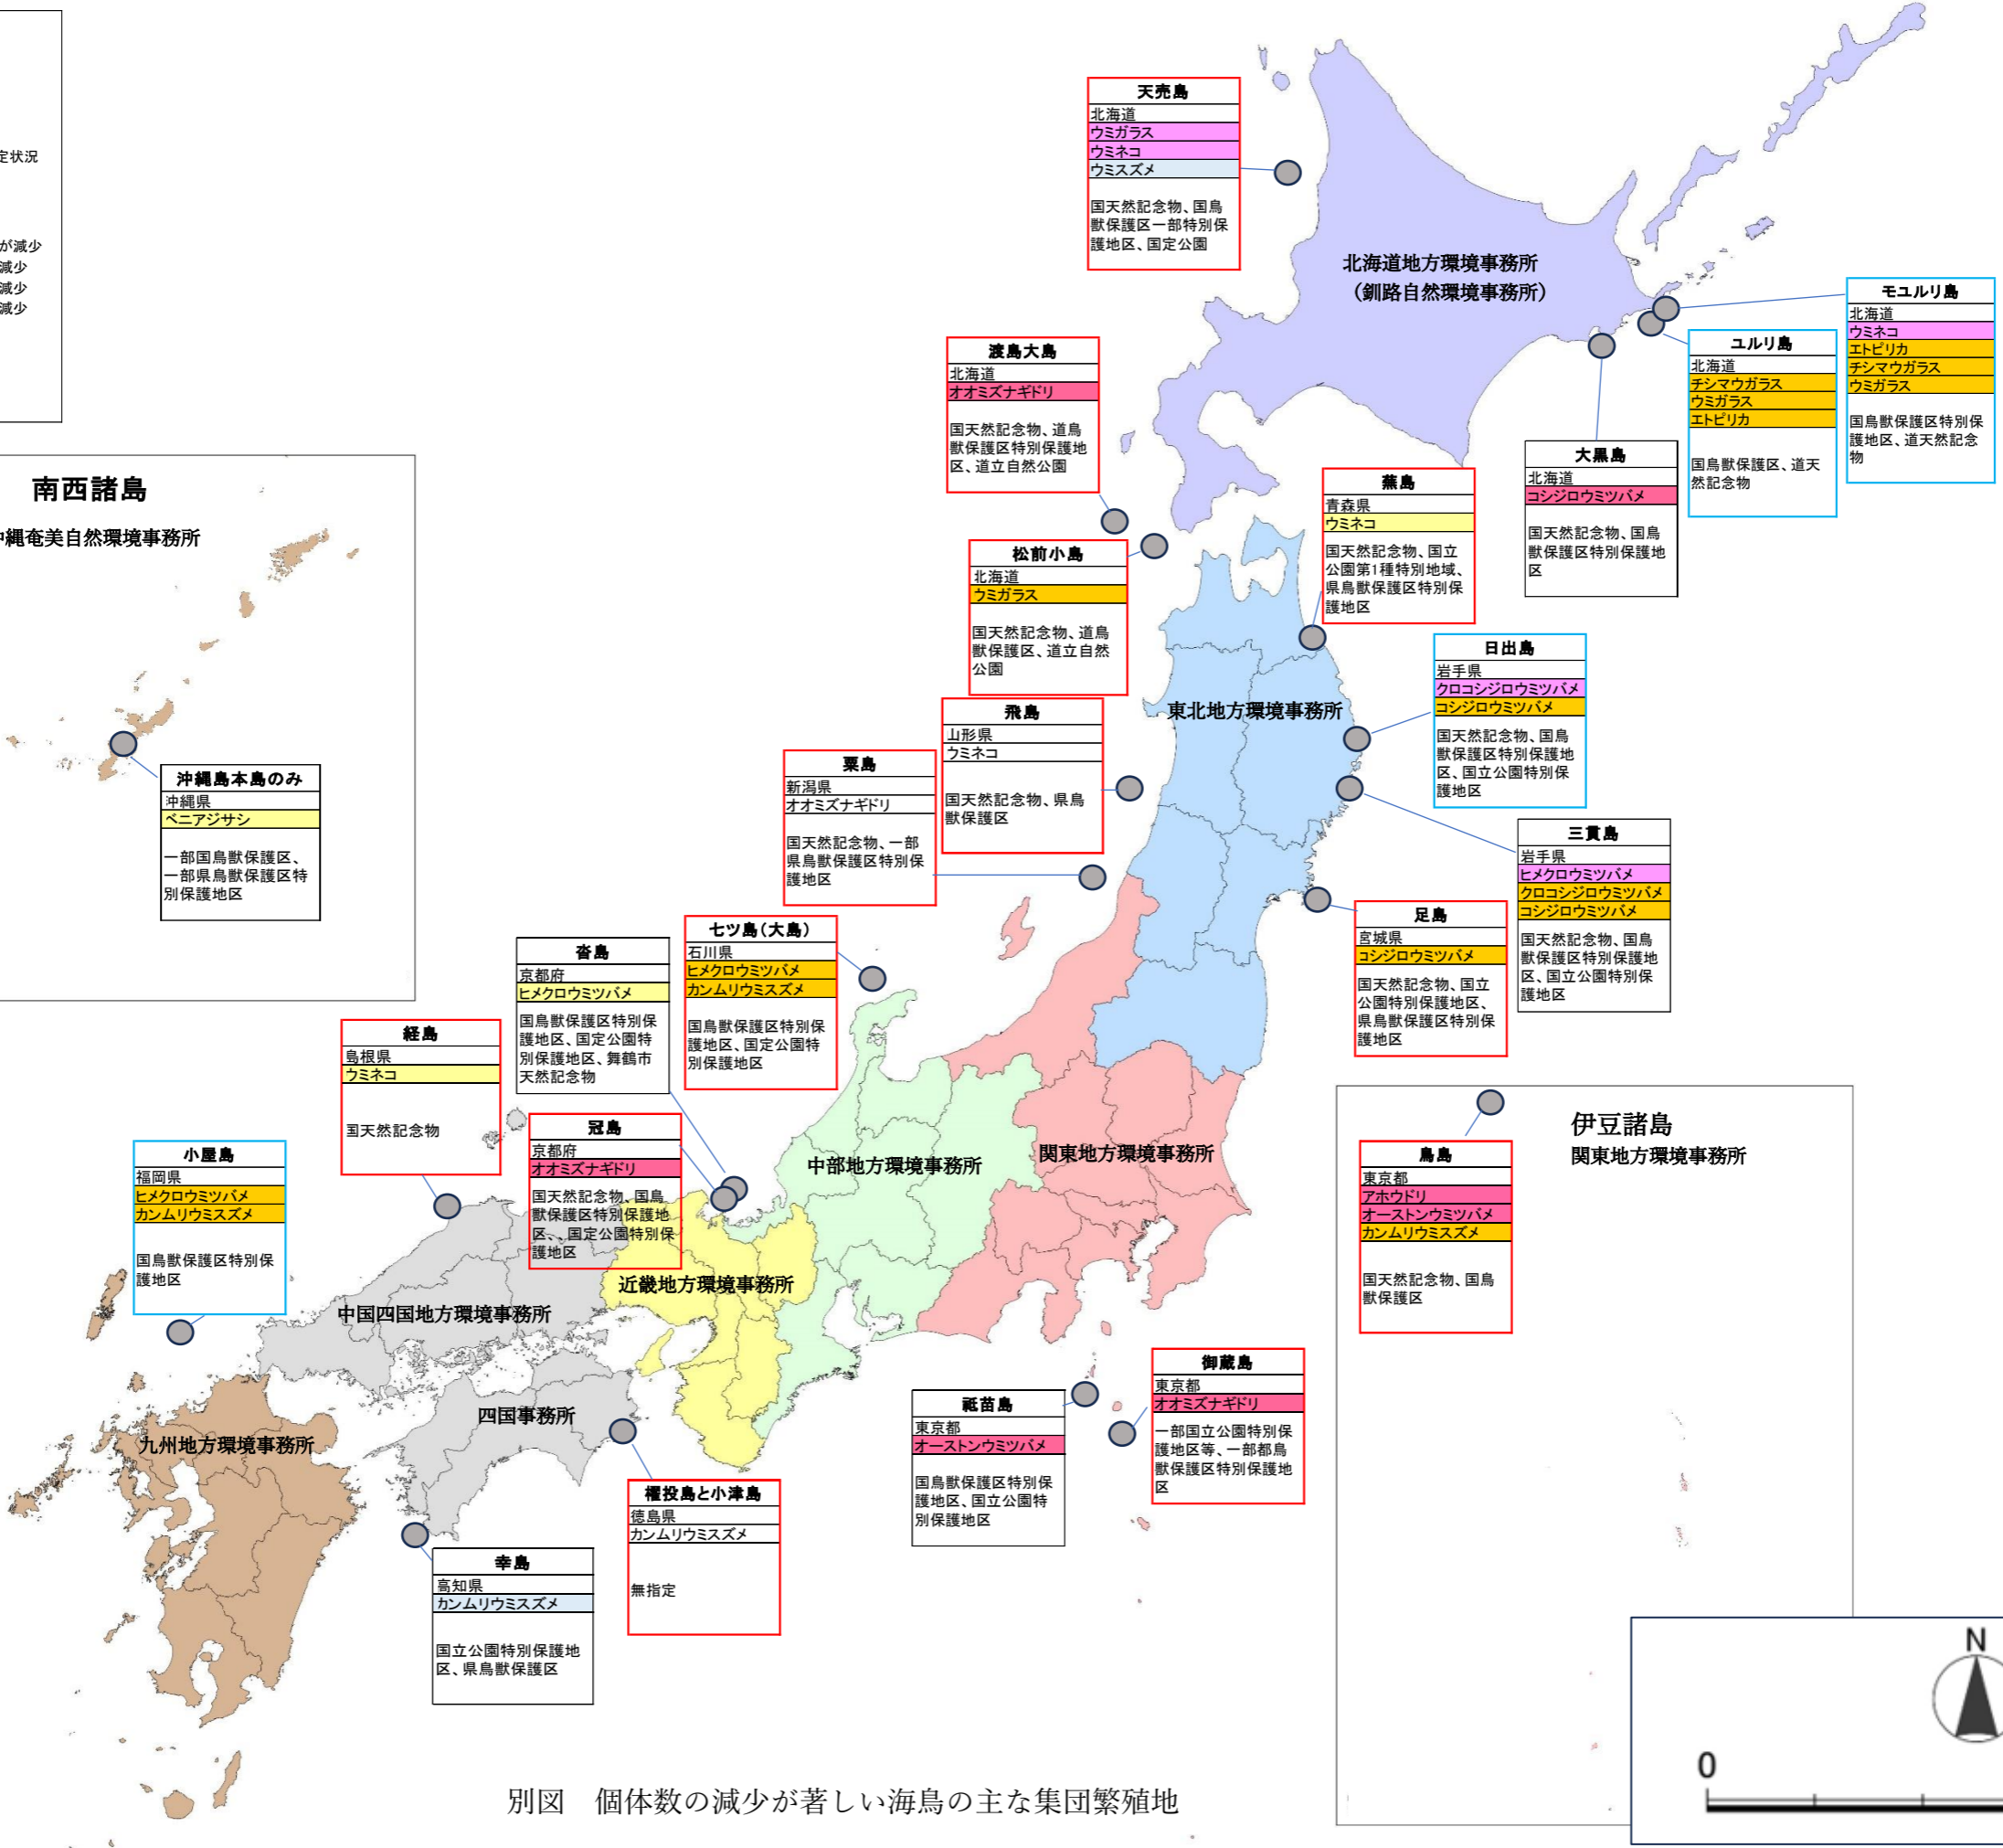 定状況
が減少
減少
減少
減少
南西諸島
縄奄美自然環境事務所
沖縄島本島のみ
沖縄県
ベニアジサシ
一部国鳥獣保護区、
一部県鳥獣保護区特
別保護地区
天売島
北海道
ウミガラス
ウミネコ
ウミスズメ
国天然記念物、国鳥
獣保護区一部特別保
護地区、国定公園
北海道地方環境事務所
（釧路自然環境事務所）
モユルリ島
北海道
ウミネコ
エトピリカ
チシマウガラス
ウミガラス
国鳥獣保護区特別保
護地区、道天然記念
物
ユルリ島
北海道
チシマウガラス
ウミガラス
エトピリカ
国鳥獣保護区、道天
然記念物
大黒島
北海道
コシジロウミツバメ
国天然記念物、国鳥
獣保護区特別保護地
区
渡島大島
北海道
オオミズナギドリ
国天然記念物、道鳥
獣保護区特別保護地
区、道立自然公園
松前小島
北海道
ウミガラス
国天然記念物、道鳥
獣保護区、道立自然
公園
蕪島
青森県
ウミネコ
国天然記念物、国立
公園第1種特別地域、
県鳥獣保護区特別保
護地区
東北地方環境事務所
日出島
岩手県
クロコシジロウミツバメ
コシジロウミツバメ
国天然記念物、国鳥
獣保護区特別保護地
区、国立公園特別保
護地区
飛島
山形県
ウミネコ
国天然記念物、県鳥
獣保護区
粟島
新潟県
オオミズナギドリ
国天然記念物、一部
県鳥獣保護区特別保
護地区
三貫島
岩手県
ヒメクロウミツバメ
クロコシジロウミツバメ
コシジロウミツバメ
国天然記念物、国鳥
獣保護区特別保護地
区、国立公園特別保
護地区
足島
宮城県
コシジロウミツバメ
国天然記念物、国立
公園特別保護地区、
県鳥獣保護区特別保
護地区
七ツ島(大島)
石川県
ヒメクロウミツバメ
カンムリウミスズメ
国鳥獣保護区特別保
護地区、国定公園特
別保護地区
沓島
京都府
ヒメクロウミツバメ
国鳥獣保護区特別保
護地区、国定公園特
別保護地区、舞鶴市
天然記念物
経島
島根県
ウミネコ
国天然記念物
冠島
京都府
オオミズナギドリ
国天然記念物、国鳥
獣保護区特別保護地
区、、国定公園特別保
護地区
小屋島
福岡県
ヒメクロウミツバメ
カンムリウミスズメ
国鳥獣保護区特別保
護地区
中部地方環境事務所
関東地方環境事務所
近畿地方環境事務所
中国四国地方環境事務所
四国事務所
九州地方環境事務所
伊豆諸島
関東地方環境事務所
鳥島
東京都
アホウドリ
オーストンウミツバメ
カンムリウミスズメ
国天然記念物、国鳥
獣保護区
御蔵島
東京都
オオミズナギドリ
一部国立公園特別保
護地区等、一部都鳥
獣保護区特別保護地
区
祗苗島
東京都
オーストンウミツバメ
国鳥獣保護区特別保
護地区、国立公園特
別保護地区
櫂投島と小津島
徳島県
カンムリウミスズメ
無指定
幸島
高知県
カンムリウミスズメ
国立公園特別保護地
区、県鳥獣保護区
N
0
別図　個体数の減少が著しい海鳥の主な集団繁殖地